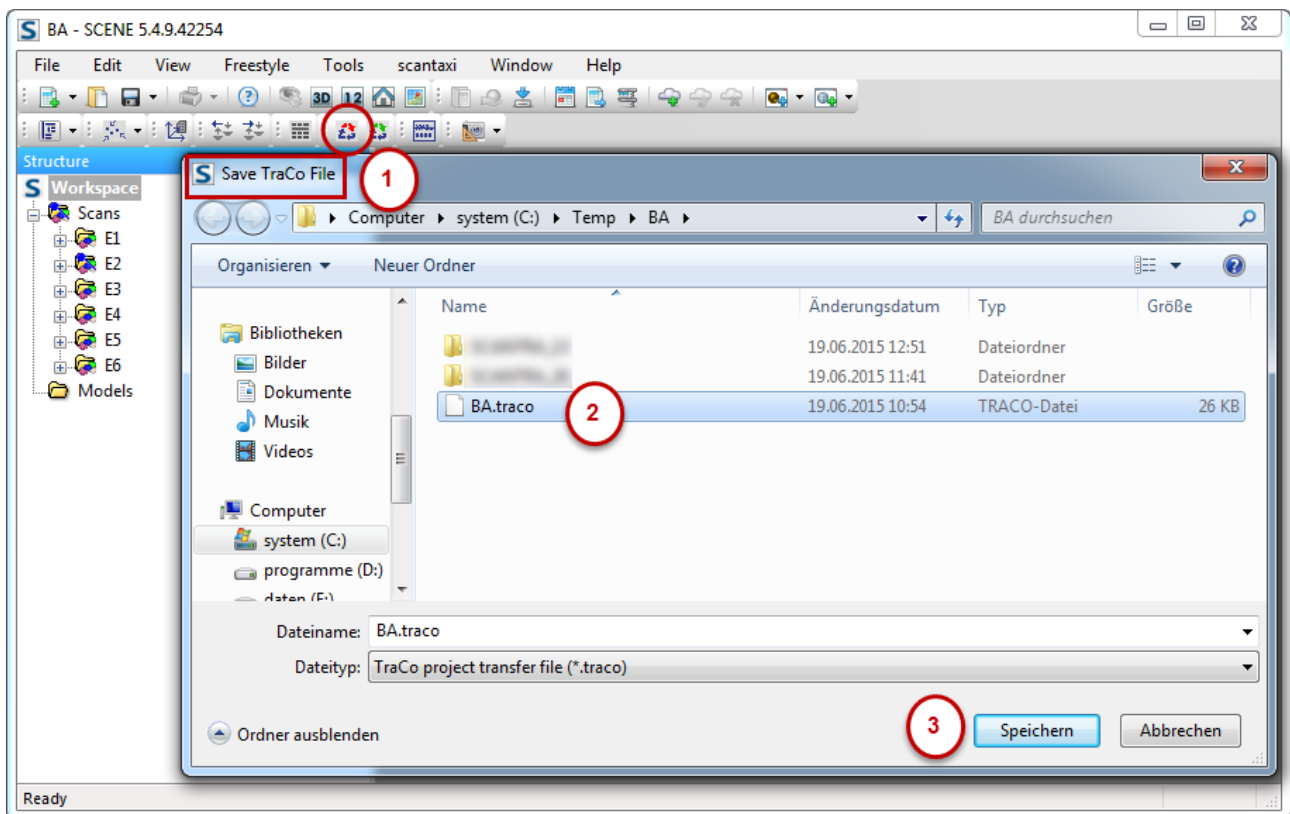 BA - SCENE 5.4.9.42254
File Edit View Freestyle Tools scantaxi Window Help
3D 12
Structure
Workspace
Scans
E1
E2
E3
E4
E5
E6
Models
Save TraCo File
1
Computer system (C:) Temp BA
BA durchsuchen
Organisieren Neuer Ordner
Name Änderungsdatum Typ Größe
19.06.2015 12:51 Dateiordner
19.06.2015 11:41 Dateiordner
BA.traco 2 19.06.2015 10:54 TRACO-Datei 26 KB
Bibliotheken
Bilder
Dokumente
Musik
Videos
Computer
system (C:)
programme (D:)
daten (E:)
Dateiname: BA.traco
Dateityp: TraCo project transfer file (*.traco)
Ordner ausblenden
3
Speichern Abbrechen
Ready